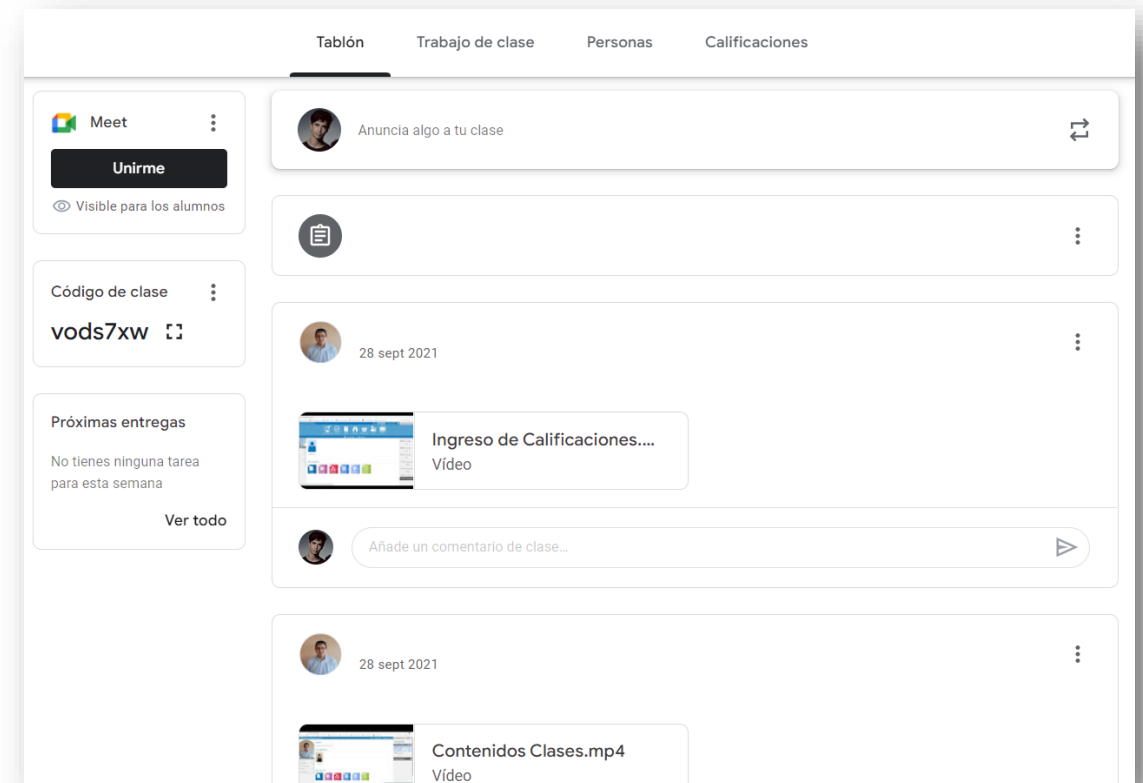 Tablón
Trabajo de clase
Personas
Calificaciones
Meet
Unirme
Visible para los alumnos
Código de clase
vods7xw
Próximas entregas
No tienes ninguna tarea
para esta semana
Ver todo
Anuncia algo a tu clase
28 sept 2021
Ingreso de Calificaciones....
Vídeo
Añade un comentario de clase...
28 sept 2021
Contenidos Clases.mp4
Vídeo